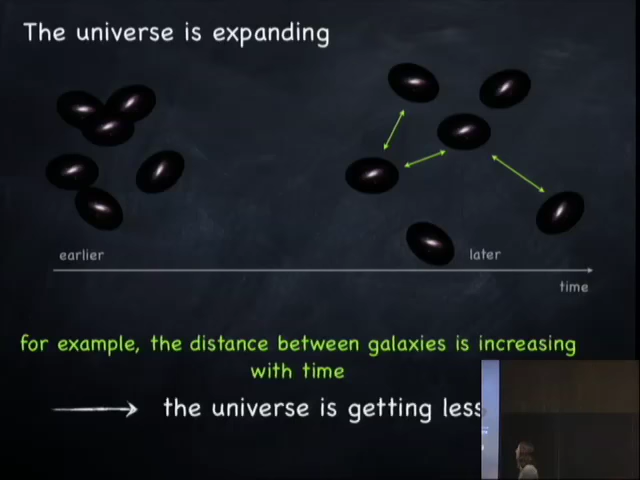 The universe is expanding
earlier
later
time
for example, the distance between galaxies is increasing
with time
the universe is getting less